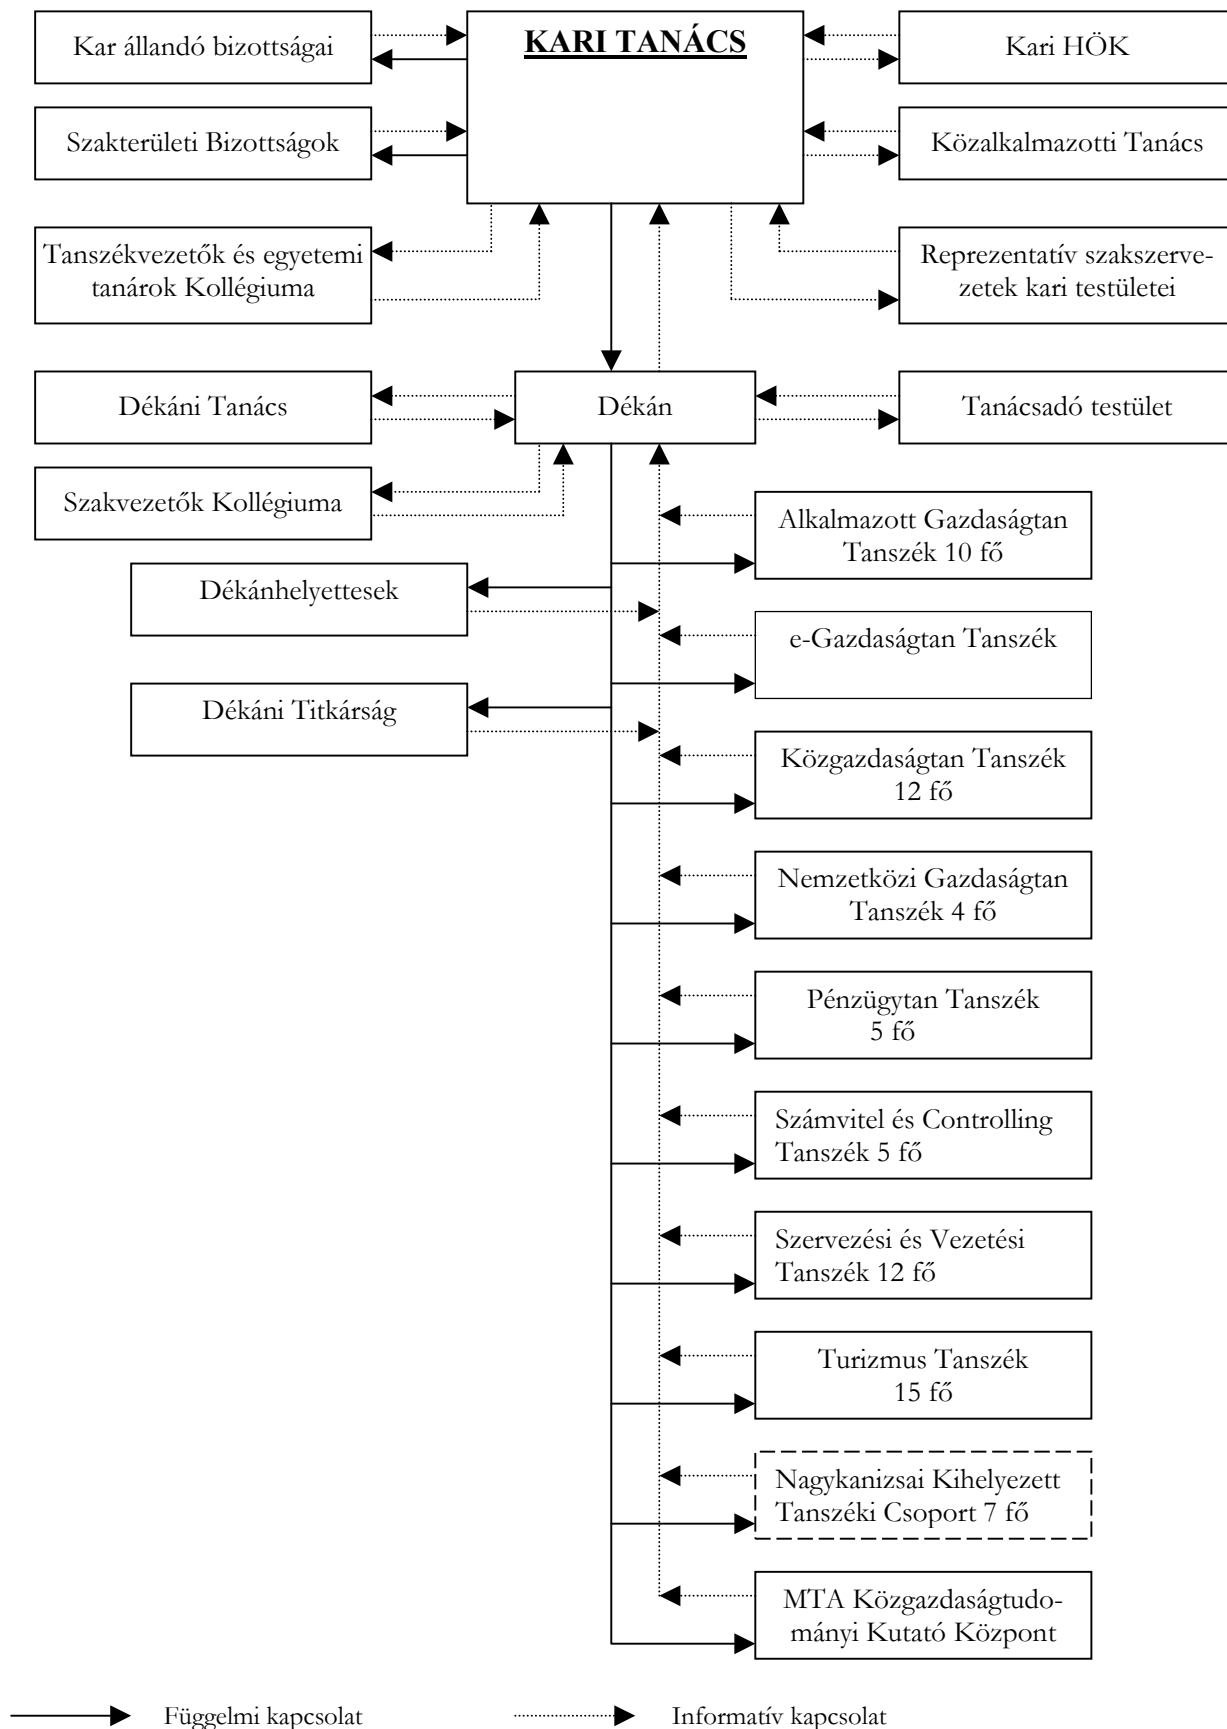 Kar állandó bizottságai
KARI TANÁCS
Kari HÖK
Szakterületi Bizottságok
Közalkalmazotti Tanács
Tanszékvezetők és egyetemi
tanárok Kollégiuma
Reprezentatív szakszerve-
zetek kari testületei
Dékáni Tanács
Dékán
Tanácsadó testület
Szakvezetők Kollégiuma
Alkalmazott Gazdaságtan
Tanszék 10 fő
Dékánhelyettesek
e-Gazdaságtan Tanszék
Dékáni Titkárság
Közgazdaságtan Tanszék
12 fő
Nemzetközi Gazdaságtan
Tanszék 4 fő
Pénzügytan Tanszék
5 fő
Számvitel és Controlling
Tanszék 5 fő
Szervezési és Vezetési
Tanszék 12 fő
Turizmus Tanszék
15 fő
Nagykanizsai Kihelyezett
Tanszéki Csoport 7 fő
MTA Közgazdaságtudo-
mányi Kutató Központ
Függelmi kapcsolat
Informatív kapcsolat